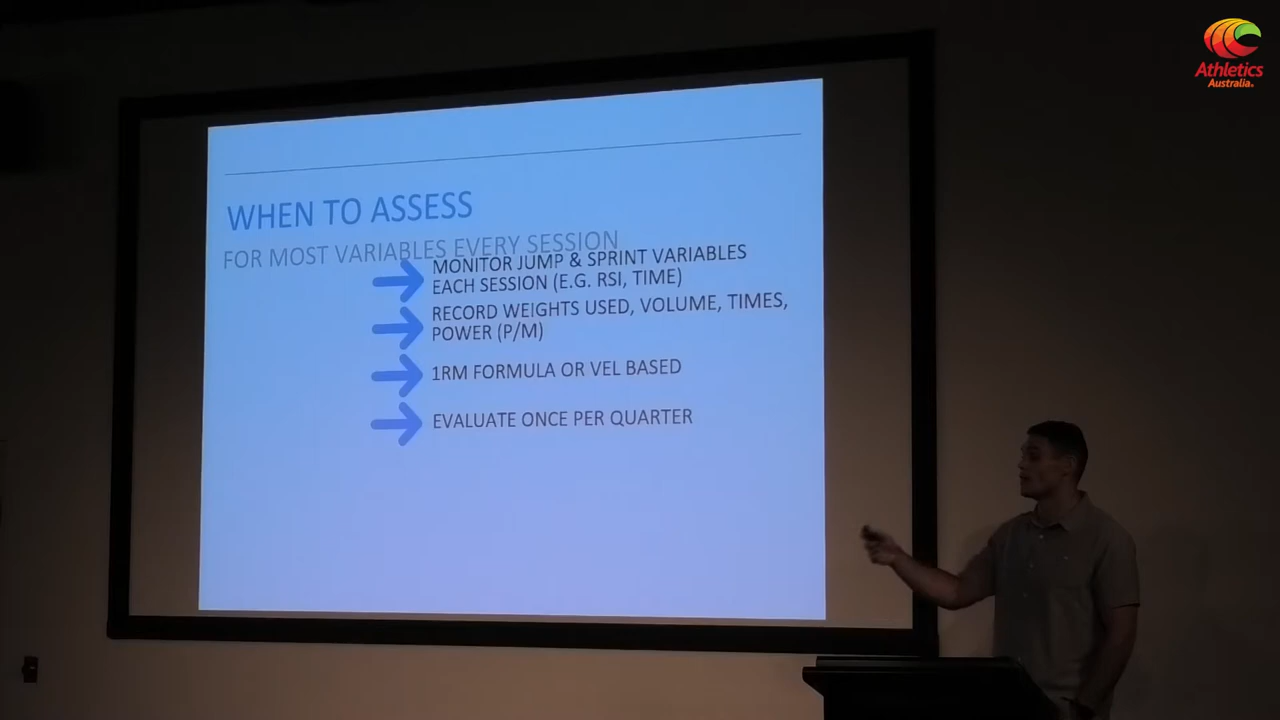 Athletics
Australia.
WHEN TO ASSESS
FOR MOST VARIABLES EVERY SESSION
MONITOR JUMP & SPRINT VARIABLES
EACH SESSION (E.G. RSI, TIME)
RECORD WEIGHTS USED, VOLUME, TIMES,
POWER (P/M)
1RM FORMULA OR VEL BASED
EVALUATE ONCE PER QUARTER